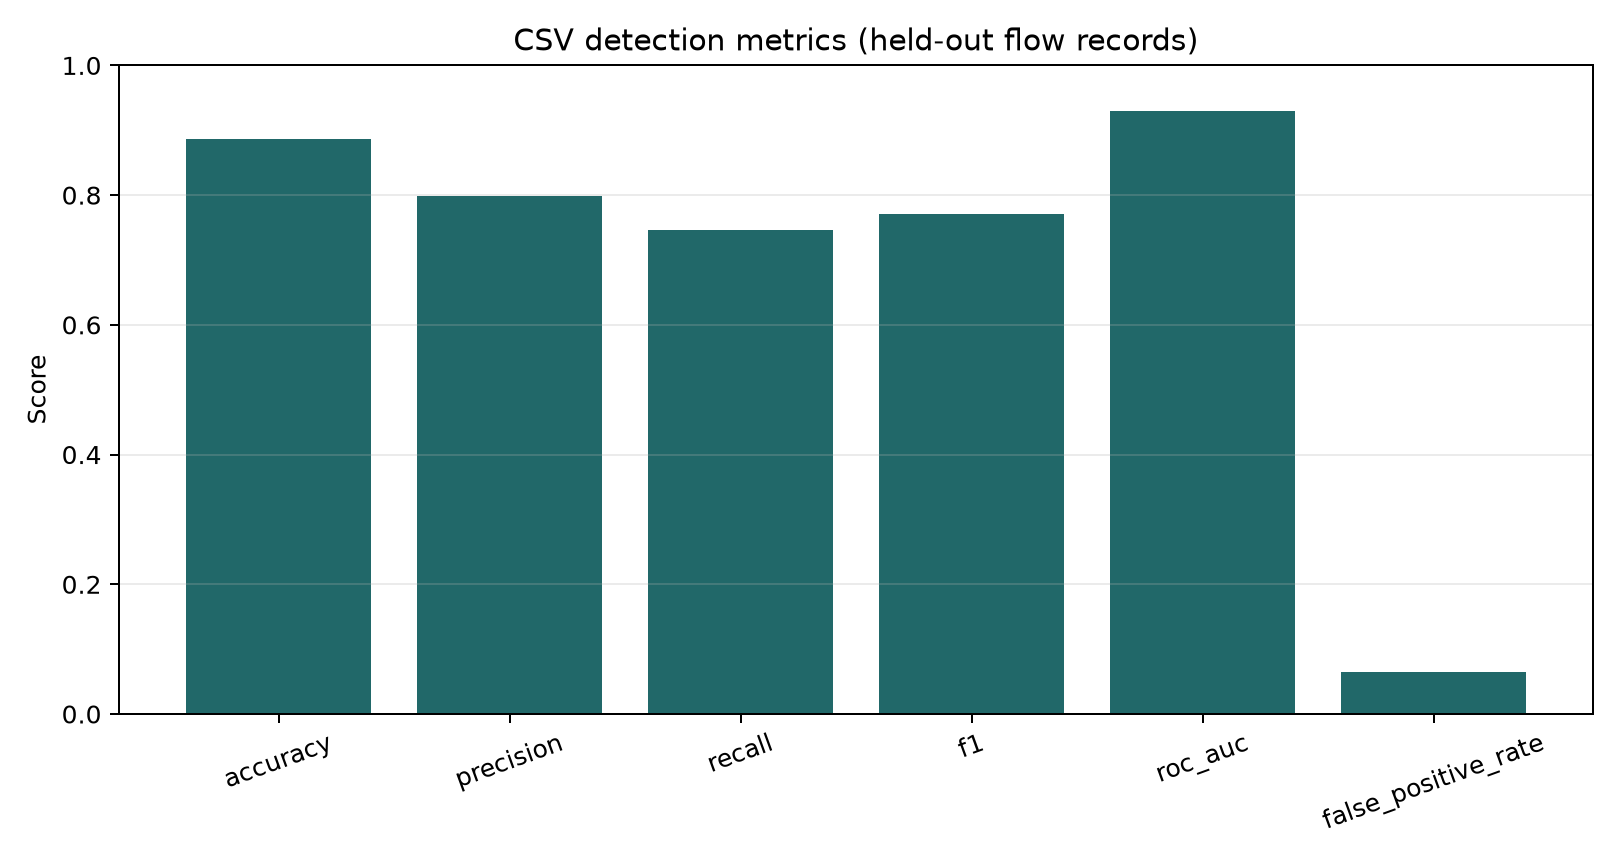 CSV detection metrics (held-out flow records)
1.0
0.8
0.6
0.4
0.2
0.0
Score
accuracy
precision
recall
f1
roc_auc
false_positive_rate